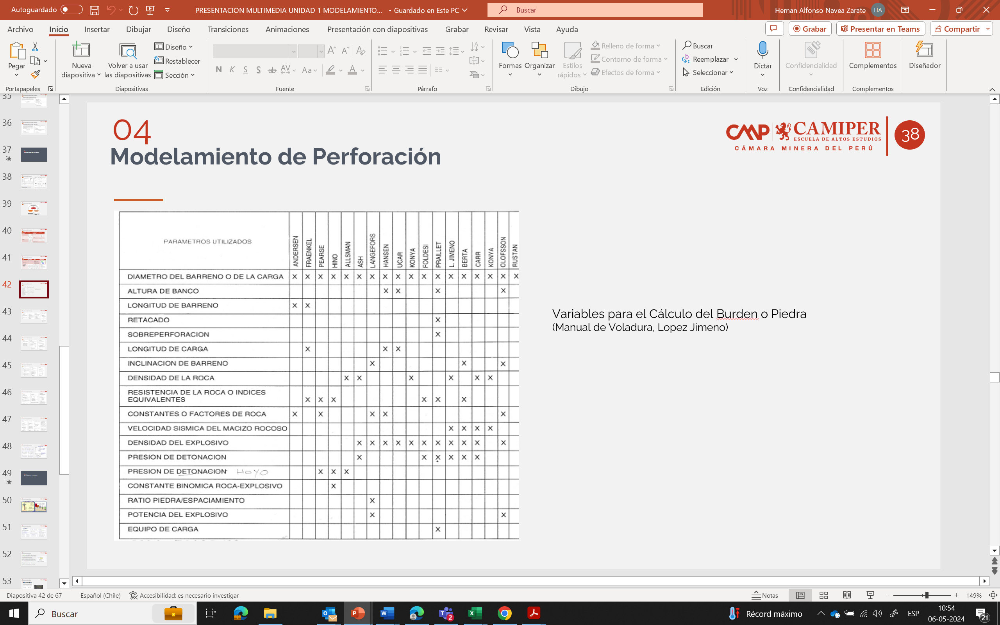 Autoguardado
PRESENTACION MULTIMEDIA UNIDAD 1 MODELAMIENTO... • Guardado en Este PC
Buscar
Hernan Alfonso Navea Zarate HA
Archivo Inicio Insertar Dibujar Diseño Transiciones Animaciones Presentación con diapositivas Grabar Revisar Vista Ayuda
Grabar Presentar en Teams Compartir
Pegar
Nueva diapositiva
Volver a usar las diapositivas
Diseño
Restablecer
Sección
N K S S ab AV Aa A
Formas Organizar Estilos rápidos
Relleno de forma
Contorno de forma
Efectos de forma
Buscar
Reemplazar
Seleccionar
Dictar
Confidencialidad
Complementos
Diseñador
Portapapeles Diapositivas Fuente Párrafo Dibujo Edición Voz Confidencialidad Complementos
35
36
37
38
39
40
41
42
43
44
45
46
47
48
49
50
51
52
53
04
Modelamiento de Perforación
CMP CAMIPER
ESCUELA DE ALTOS ESTUDIOS
CÁMARA MINERA DEL PERÚ
38
PARAMETROS UTILIZADOS ANDERSEN FRAENKEL PEARSE HINO ALLSMAN ASH LANGEFORS HANSEN UCAR KONYA FOLDESI PRAILLET L. JIMENO BERTA CARR KONYA OLOFSSON RUSTAN
DIAMETRO DEL BARRENO O DE LA CARGA X X X X X X X X X X X X X X X X X X
ALTURA DE BANCO X X X X
LONGITUD DE BARRENO X X
RETACADO X
SOBREPERFORACION X
LONGITUD DE CARGA X X X
INCLINACION DE BARRENO X X X
DENSIDAD DE LA ROCA X X X X X X
RESISTENCIA DE LA ROCA O INDICES
EQUIVALENTES X X X X X X
CONSTANTES O FACTORES DE ROCA X X X X X
VELOCIDAD SISMICA DEL MACIZO ROCOSO X X X X
DENSIDAD DEL EXPLOSIVO X X X X X X X X X X X
PRESION DE DETONACION X X X X X X
PRESION DE DETONACION HOYO X X X
CONSTANTE BINOMICA ROCA-EXPLOSIVO X
RATIO PIEDRA/ESPACIAMIENTO X
POTENCIA DEL EXPLOSIVO X X
EQUIPO DE CARGA X
Variables para el Cálculo del Burden o Piedra
(Manual de Voladura, Lopez Jimeno)
Diapositiva 42 de 67 Español (Chile) Accesibilidad: es necesario investigar Notas 149%
Buscar
Récord máximo
ESP
10:54
06-05-2024
21